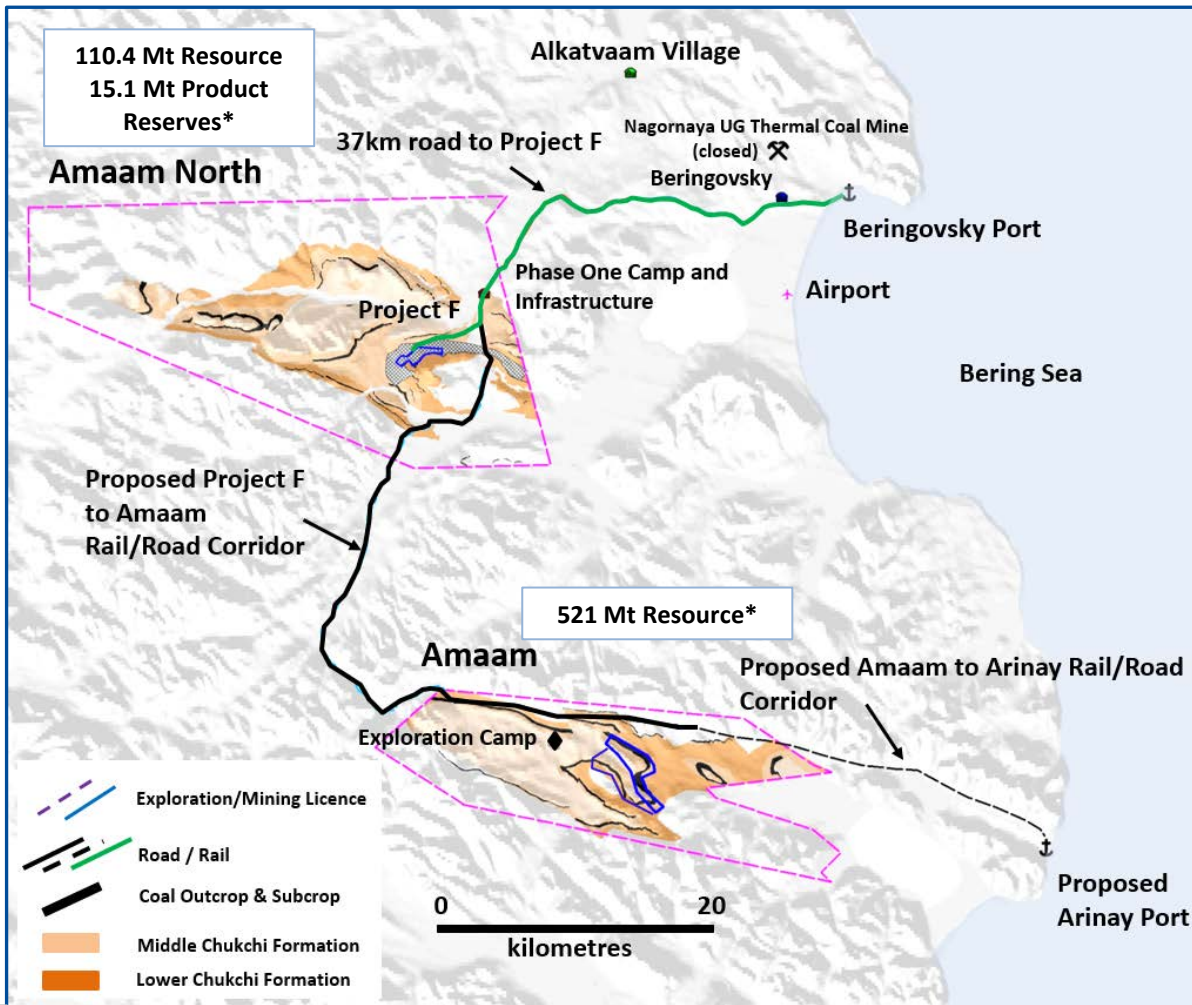 110.4 Mt Resource
15.1 Mt Product
Reserves*
Alkatvaam Village
Nagornaya UG Thermal Coal Mine
(closed)
37km road to Project F
Beringovsky
Amaam North
Beringovsky Port
Phase One Camp and
Infrastructure
Airport
Project F
Bering Sea
Proposed Project F
to Amaam
Rail/Road Corridor
521 Mt Resource*
Amaam
Proposed Amaam to Arinay Rail/Road
Corridor
Exploration Camp
Exploration/Mining Licence
Road / Rail
Coal Outcrop & Subcrop
Middle Chukchi Formation
Lower Chukchi Formation
0 20
kilometres
Proposed
Arinay Port